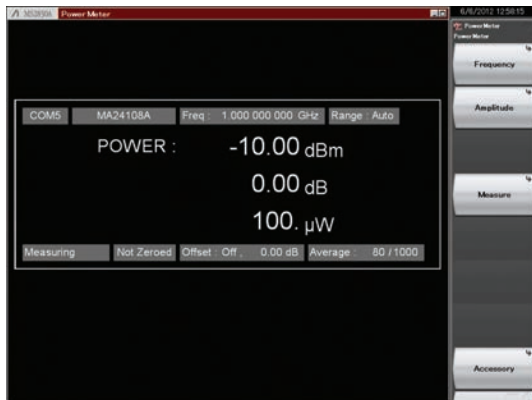 MS2830A Power Meter 6/6/2012 12:58:15
Power Meter
Power Meter
Frequency
Amplitude
COM5 MA24108A Freq : 1.000 000 000 GHz Range : Auto
POWER : -10.00 dBm
0.00 dB
100. µW
Measure
Measuring Not Zeroed Offset : Off , 0.00 dB Average : 80 / 1000
Accessory